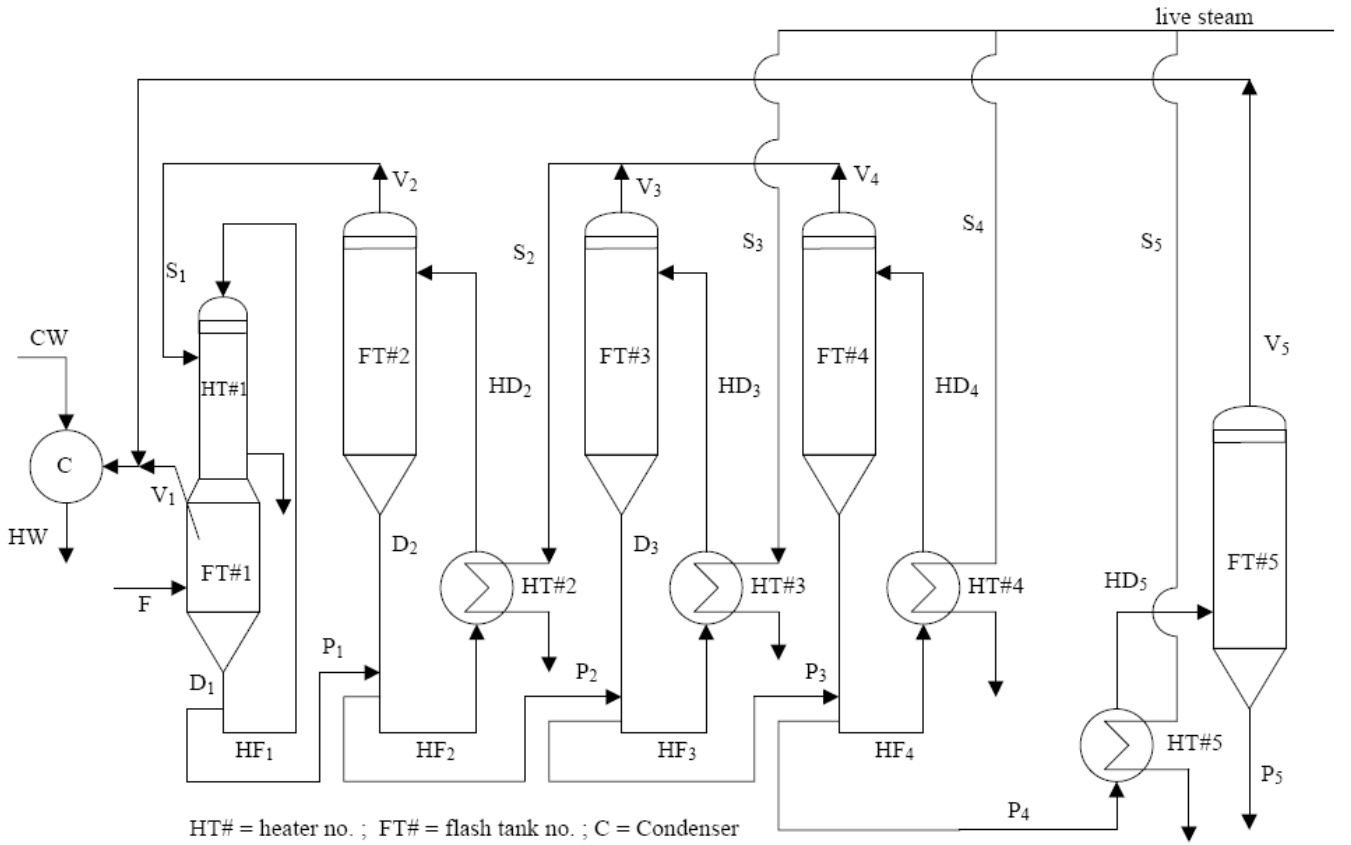 live steam
V₂
V₃
V₄
S₁
S₂
S₃
S₄
S₅
CW
HT#1
FT#2
FT#3
FT#4
V₅
HD₂
HD₃
HD₄
C
V₁
HW
FT#1
F
D₂
D₃
HT#2
HT#3
HT#4
HD₅
FT#5
P₁
P₂
P₃
D₁
HF₁
HF₂
HF₃
HF₄
HT#5
P₅
P₄
HT# = heater no. ; FT# = flash tank no. ; C = Condenser